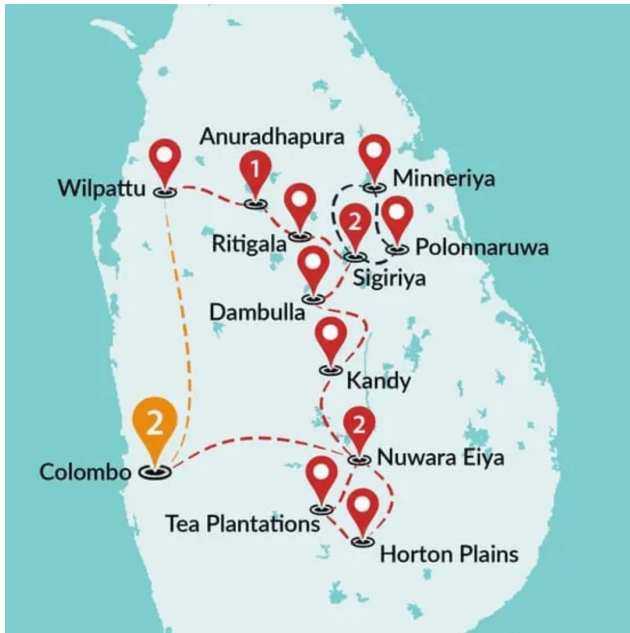 Anuradhapura
1
Wilpattu
Minneriya
2
Ritigala
Polonnaruwa
Sigiriya
Dambulla
Kandy
2
2
Colombo
Nuwara Eiya
Tea Plantations
Horton Plains